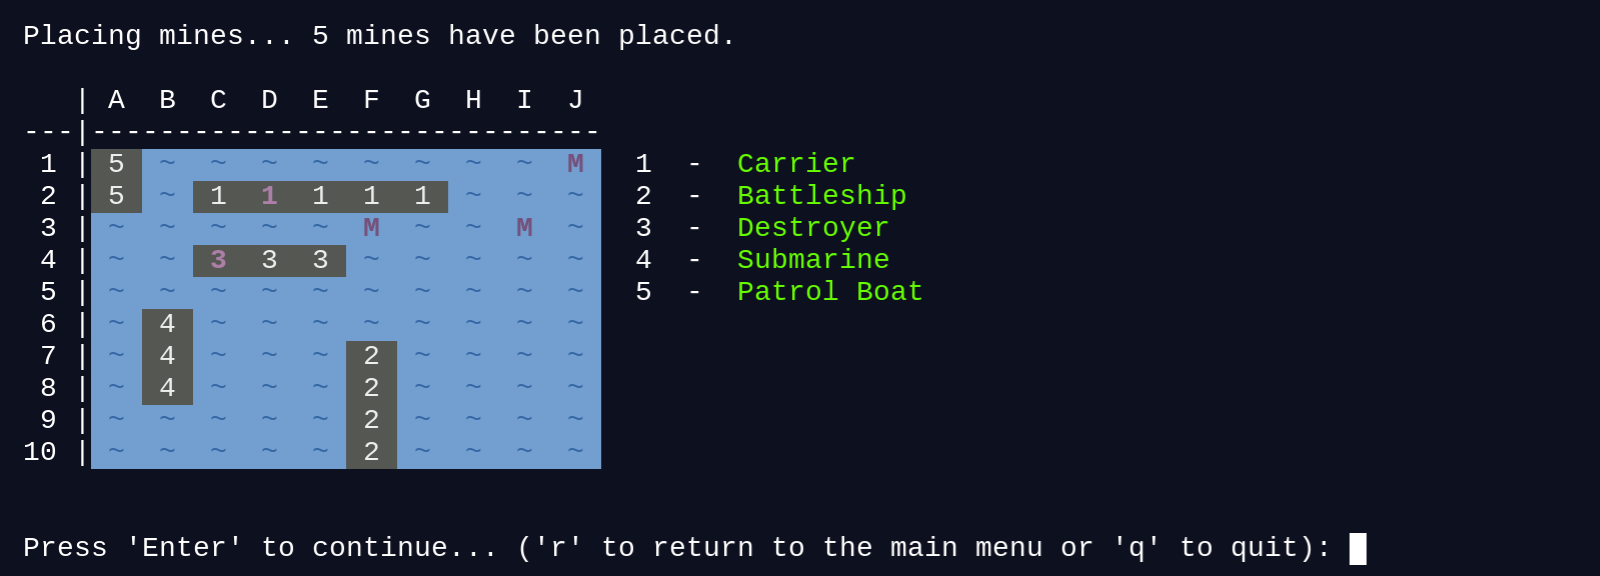 Placing mines... 5 mines have been placed.
   | A  B  C  D  E  F  G  H  I  J
---|------------------------------
 1 | 5  ~  ~  ~  ~  ~  ~  ~  ~  M   1  -  Carrier
 2 | 5  ~  1  1  1  1  1  ~  ~  ~   2  -  Battleship
 3 | ~  ~  ~  ~  ~  M  ~  ~  M  ~   3  -  Destroyer
 4 | ~  ~  3  3  3  ~  ~  ~  ~  ~   4  -  Submarine
 5 | ~  ~  ~  ~  ~  ~  ~  ~  ~  ~   5  -  Patrol Boat
 6 | ~  4  ~  ~  ~  ~  ~  ~  ~  ~
 7 | ~  4  ~  ~  ~  2  ~  ~  ~  ~
 8 | ~  4  ~  ~  ~  2  ~  ~  ~  ~
 9 | ~  ~  ~  ~  ~  2  ~  ~  ~  ~
10 | ~  ~  ~  ~  ~  2  ~  ~  ~  ~
Press 'Enter' to continue... ('r' to return to the main menu or 'q' to quit):